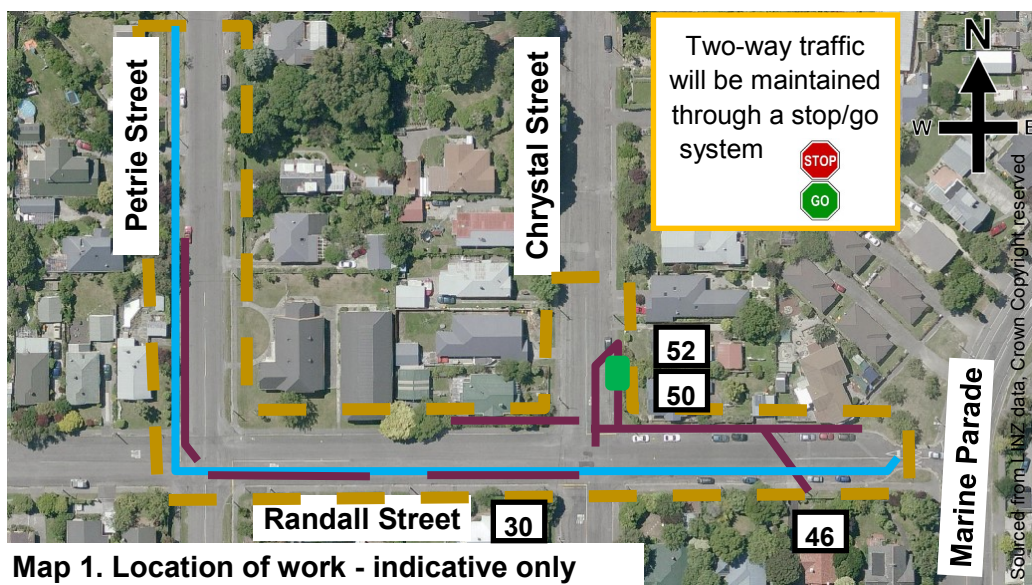 Petrie Street
Chrystal Street
Two-way traffic
will be maintained
through a stop/go
system
STOP
GO
N
W E
52
50
Marine Parade
Sourced from LINZ data, Crown Copyright reserved
Randall Street
30
46
Map 1. Location of work - indicative only